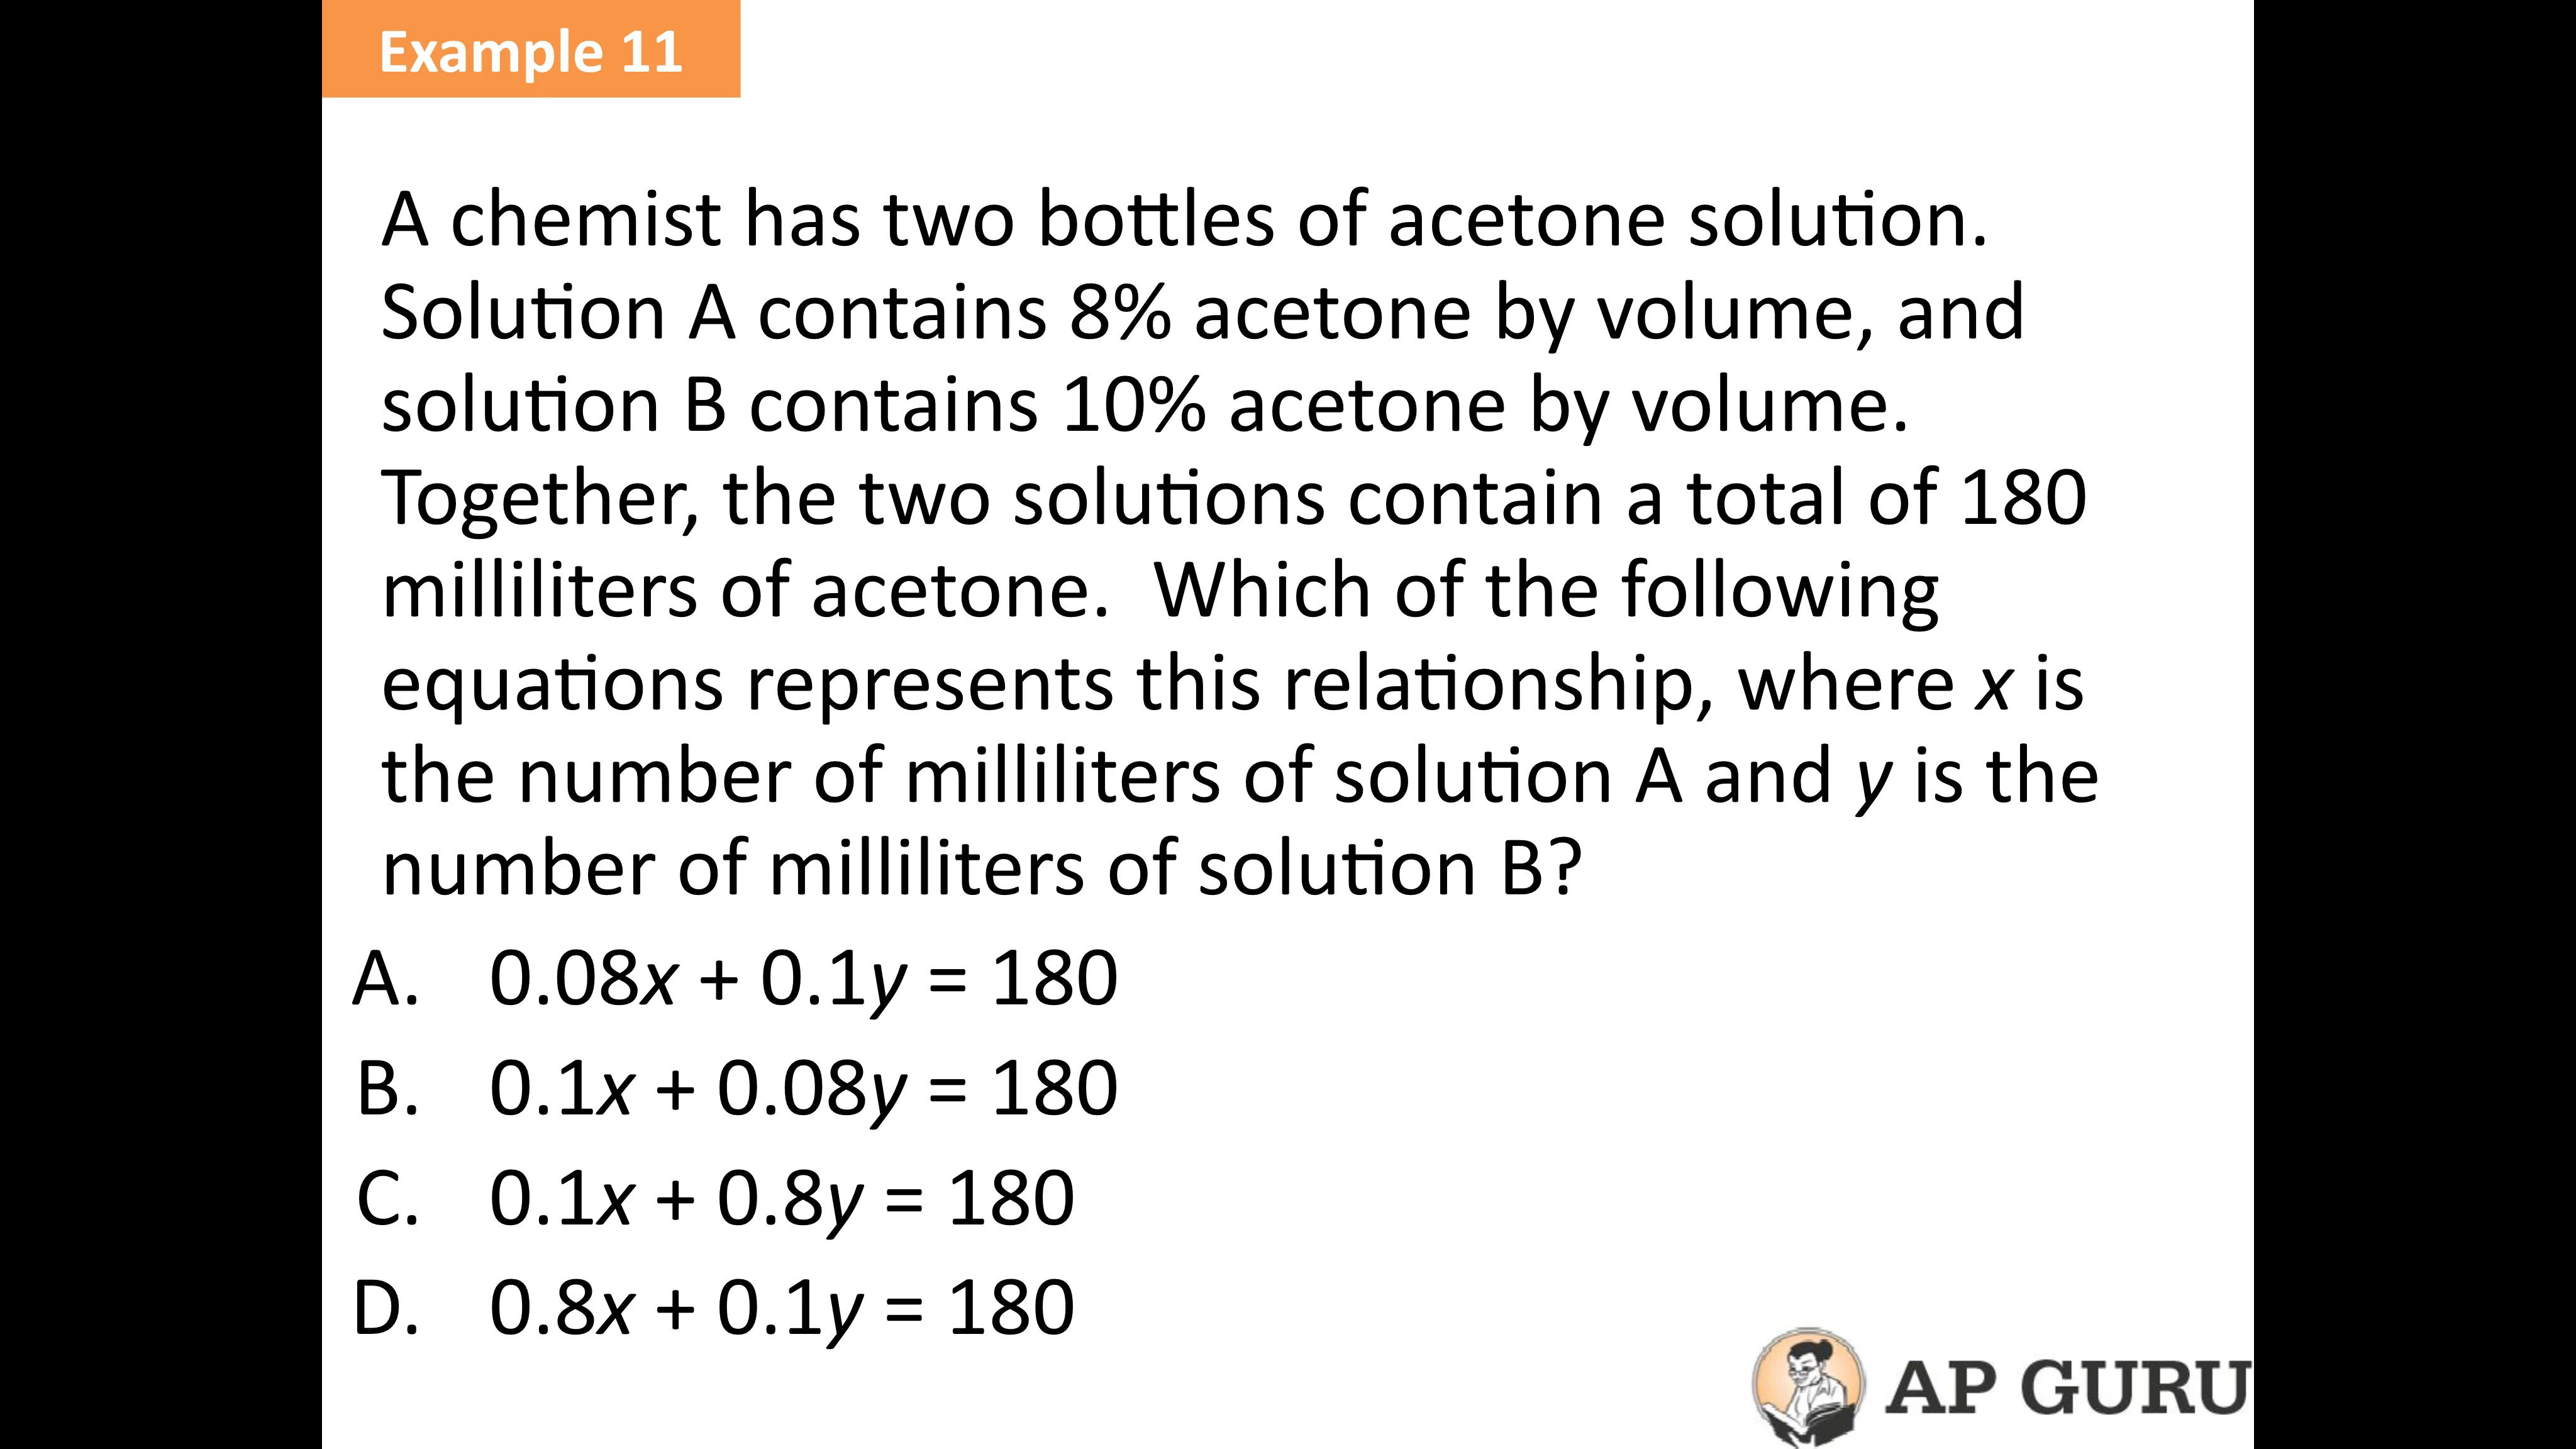 Example 11
A chemist has two bottles of acetone solution.
Solution A contains 8% acetone by volume, and
solution B contains 10% acetone by volume.
Together, the two solutions contain a total of 180
milliliters of acetone.  Which of the following
equations represents this relationship, where x is
the number of milliliters of solution A and y is the
number of milliliters of solution B?
A. 0.08x + 0.1y = 180
B. 0.1x + 0.08y = 180
C. 0.1x + 0.8y = 180
D. 0.8x + 0.1y = 180
AP GURU